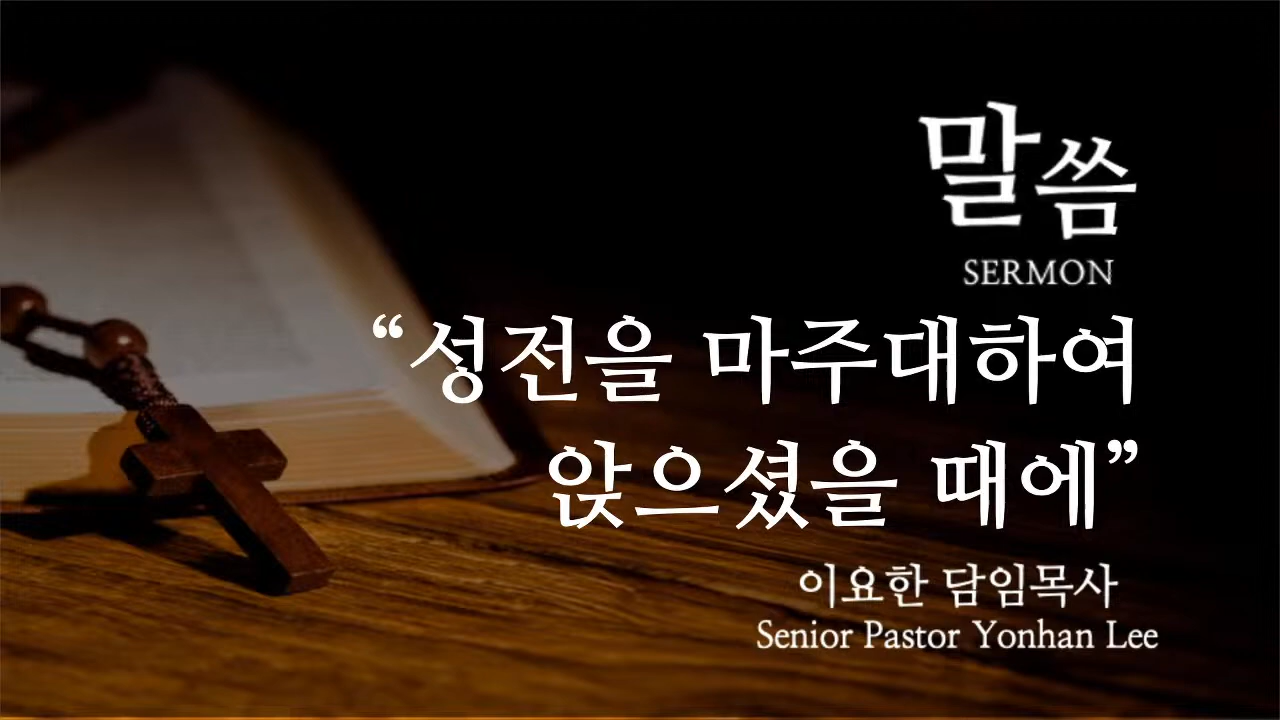 말씀
SERMON
“성전을 마주대하여
앉으셨을 때에”
이요한 담임목사
Senior Pastor Yonhan Lee